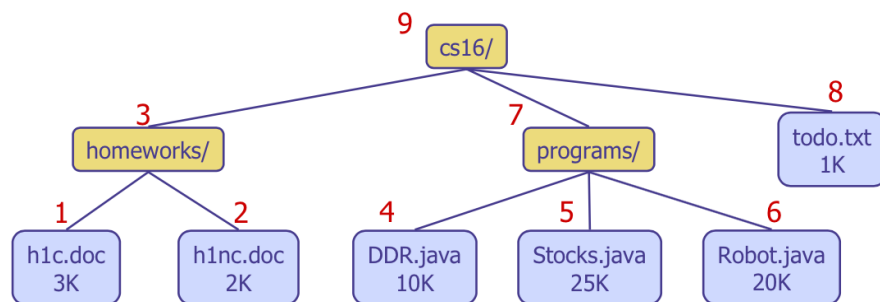 9
cs16/
3
homeworks/
7
programs/
8
todo.txt
1K
1
h1c.doc
3K
2
h1nc.doc
2K
4
DDR.java
10K
5
Stocks.java
25K
6
Robot.java
20K